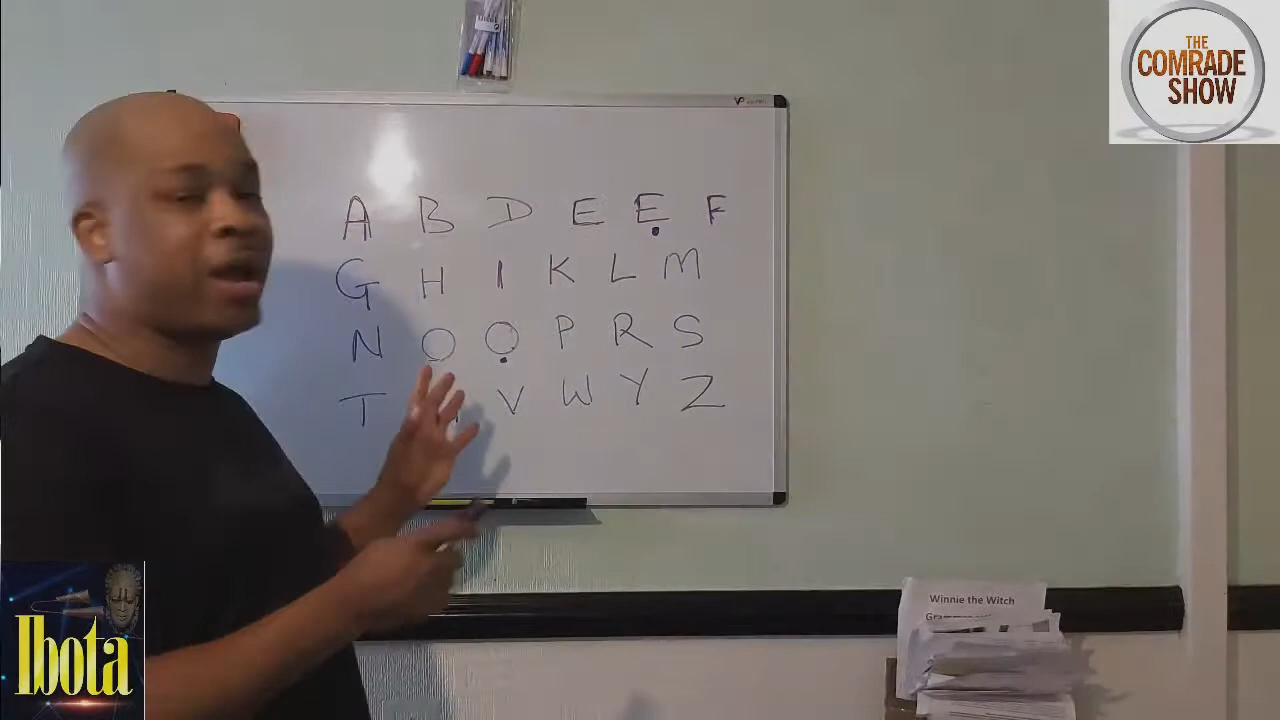 THE
COMRADE
SHOW
A B D E Ẹ F
G H I K L M
N O Ọ P R S
T V W Y Z
Winnie the Witch
Ibota